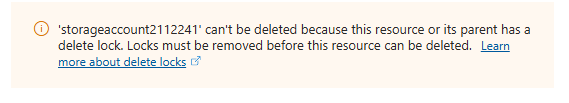 'storageaccount2112241' can't be deleted because this resource or its parent has a
delete lock. Locks must be removed before this resource can be deleted. Learn
more about delete locks